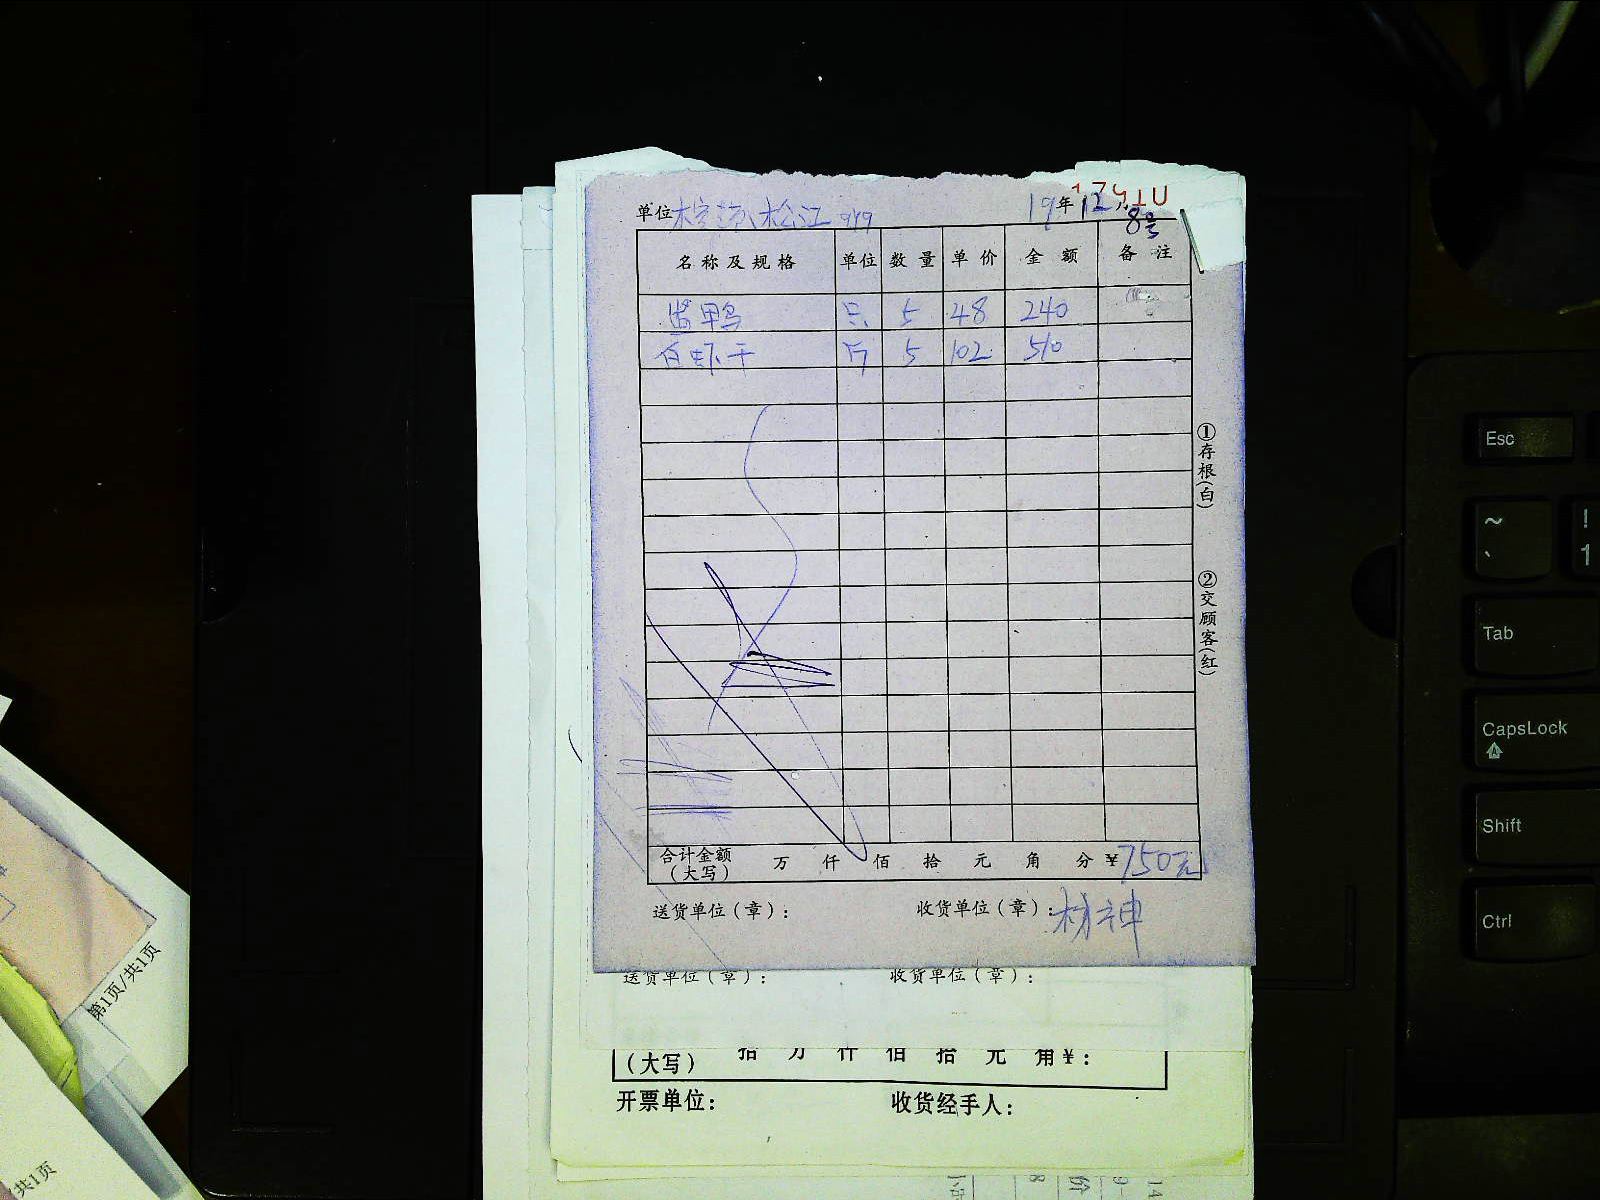 单位 松江
19年12月8号
名称及规格 单位 数量 单价 金额 备注
鸭 只 5 48 240
白虾干 斤 5 102 510
①存根(白)
②交顾客(红)
合计金额(大写) 万 仟 佰 拾 元 角 分 ¥750元
送货单位(章): 收货单位(章):林神
送货单位(章): 收货单位(章):
(大写) 拾 万 仟 佰 拾 元 角 ¥:
开票单位: 收货经手人:
第1页/共1页
/共1页
Esc
~ ! 
` 1
Tab
CapsLock
Shift
Ctrl